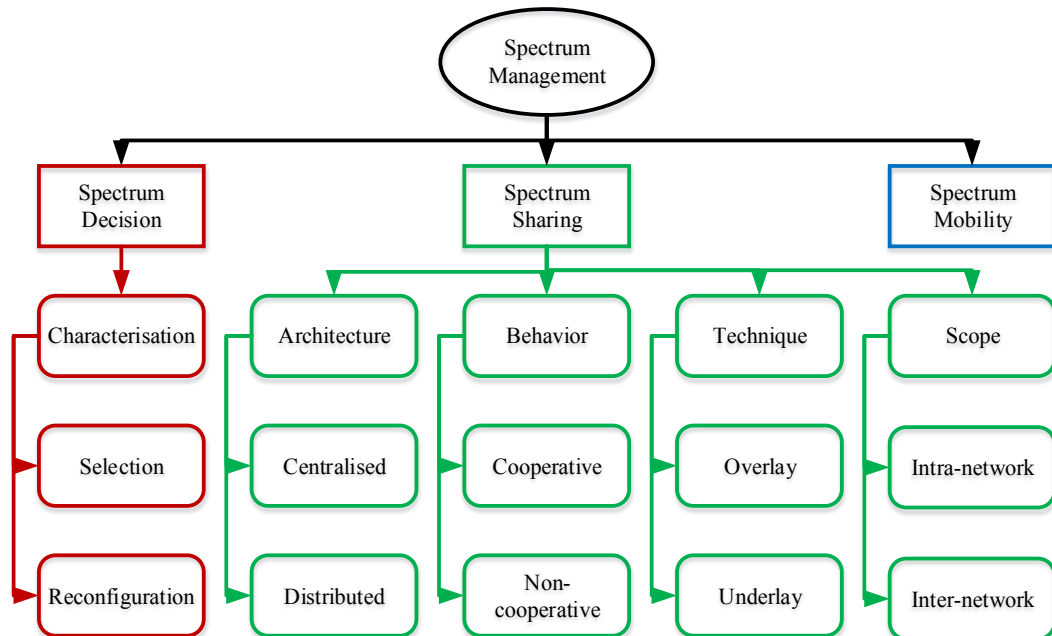 Spectrum
Management
Spectrum
Decision
Spectrum
Sharing
Spectrum
Mobility
Characterisation
Architecture
Behavior
Technique
Scope
Selection
Centralised
Cooperative
Overlay
Intra-network
Reconfiguration
Distributed
Non-
cooperative
Underlay
Inter-network